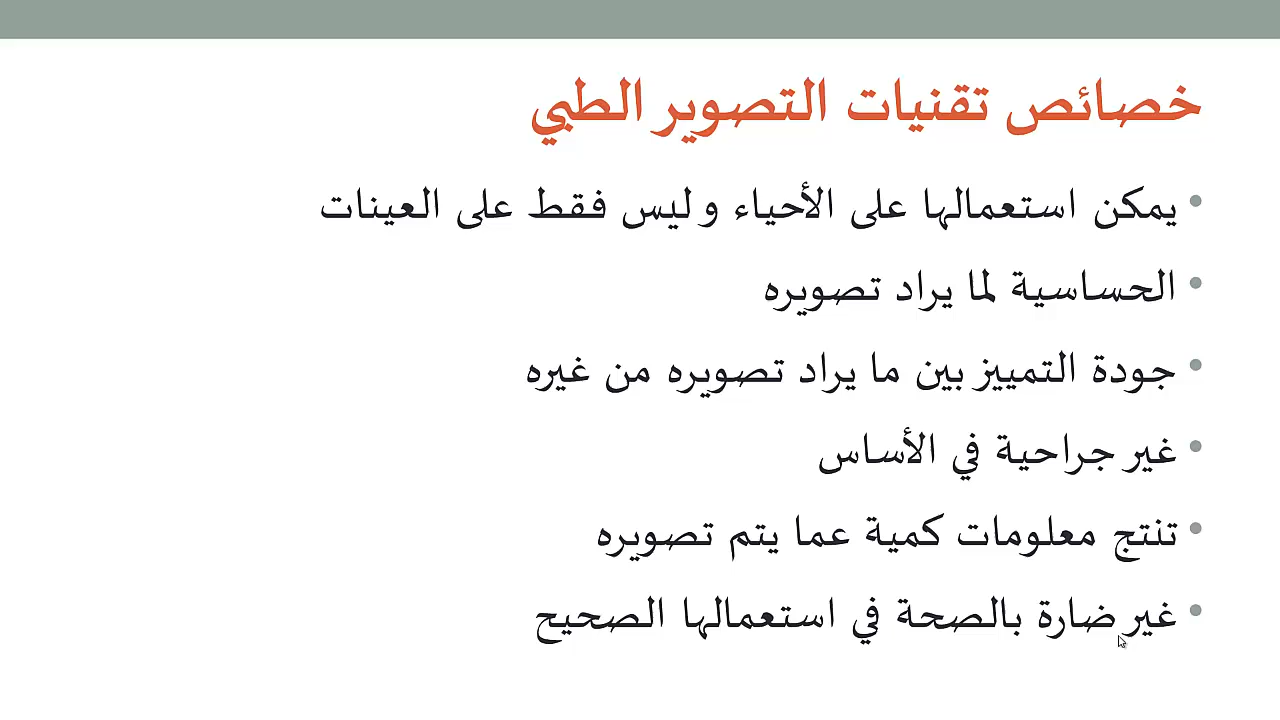 خصائص تقنيات التصوير الطبي
• يمكن استعمالها على الأحياء وليس فقط على العينات
• الحساسية لما يراد تصويره
• جودة التمييز بين ما يراد تصويره من غيره
• غير جراحية في الأساس
• تنتج معلومات كمية عما يتم تصويره
• غير ضارة بالصحة في استعمالها الصحيح